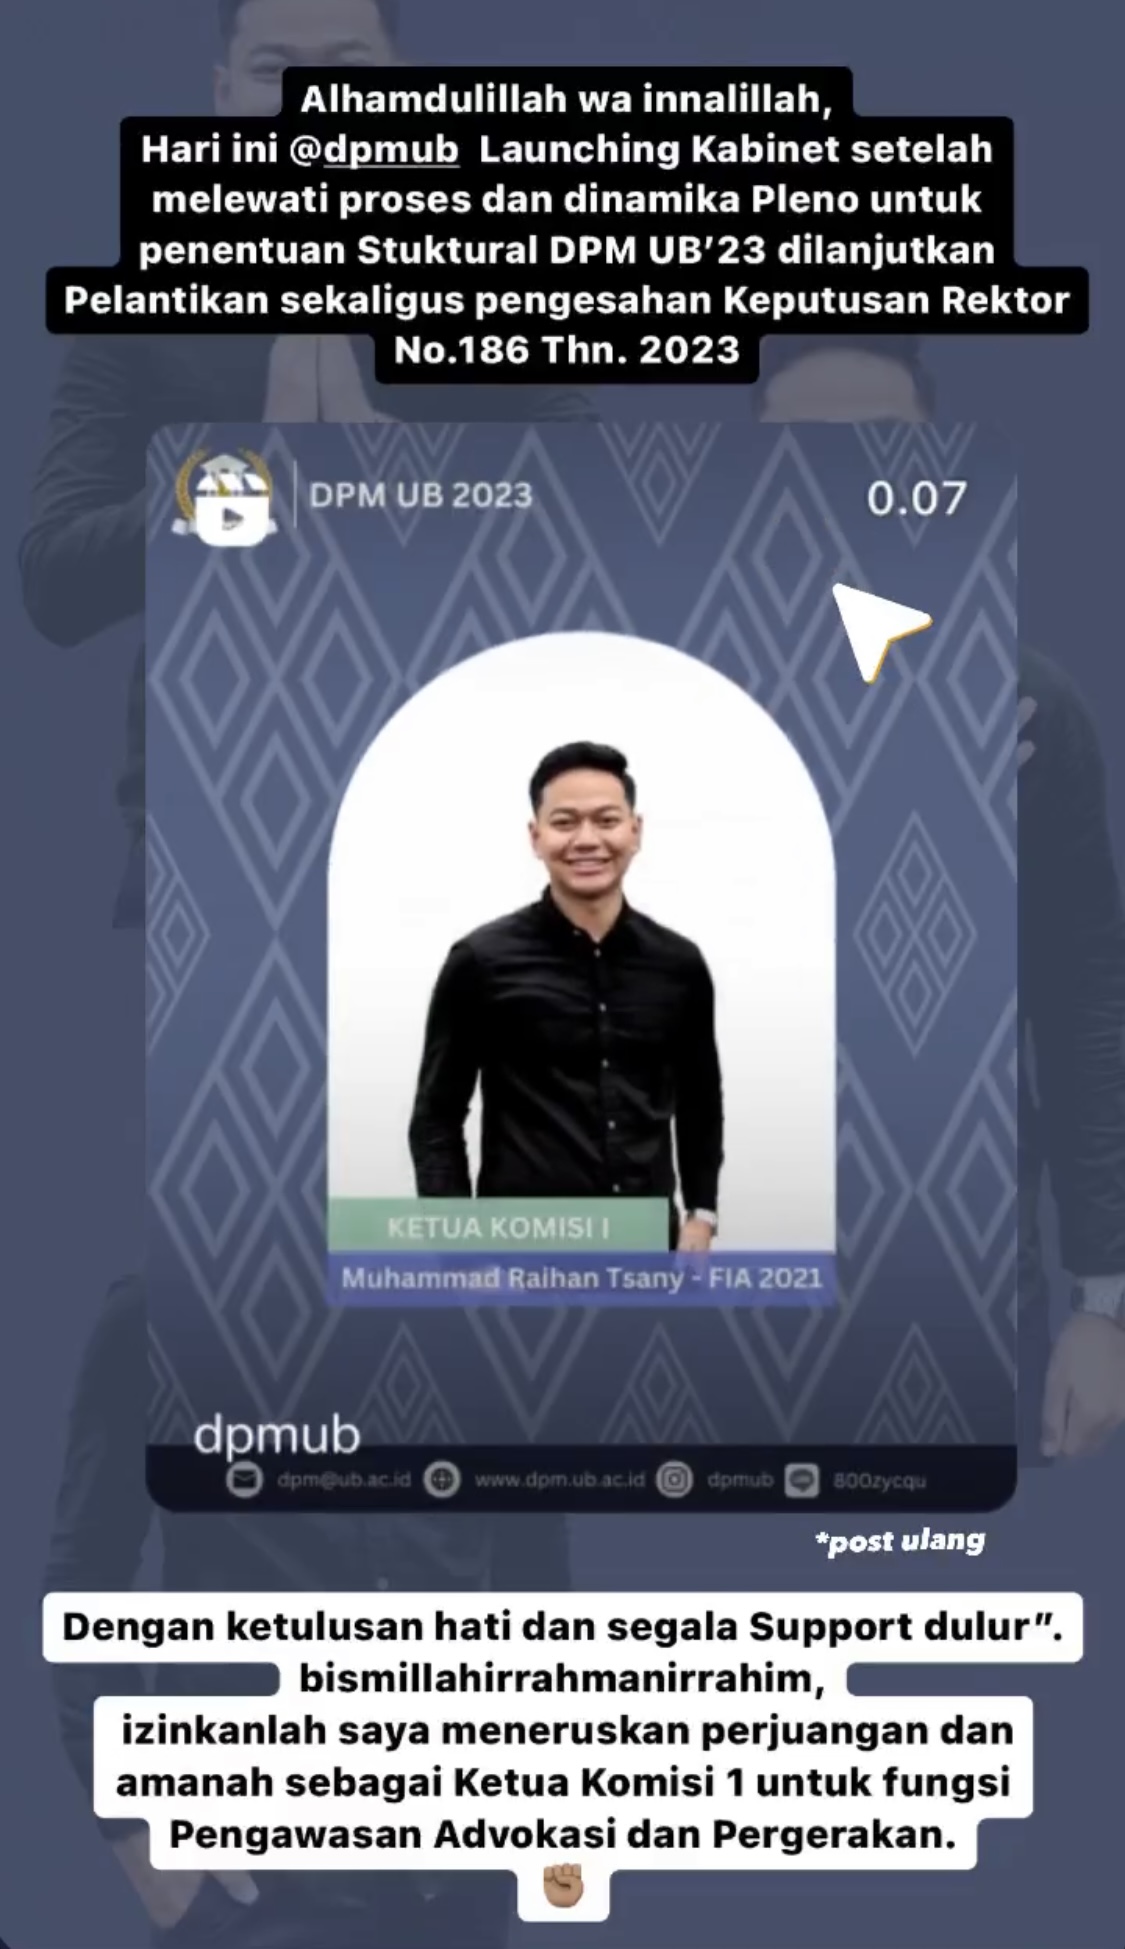 Alhamdulillah wa innalillah,
Hari ini @dpmub Launching Kabinet setelah
melewati proses dan dinamika Pleno untuk
penentuan Stuktural DPM UB'23 dilanjutkan
Pelantikan sekaligus pengesahan Keputusan Rektor
No.186 Thn. 2023
DPM UB 2023
0.07
KETUA KOMISI I
Muhammad Raihan Tsany - FIA 2021
dpmub
dpm@ub.ac.id www.dpm.ub.ac.id dpmub 800zycqu
*post ulang
Dengan ketulusan hati dan segala Support dulur”.
bismillahirrahmanirrahim,
izinkanlah saya meneruskan perjuangan dan
amanah sebagai Ketua Komisi 1 untuk fungsi
Pengawasan Advokasi dan Pergerakan.
✊🏽